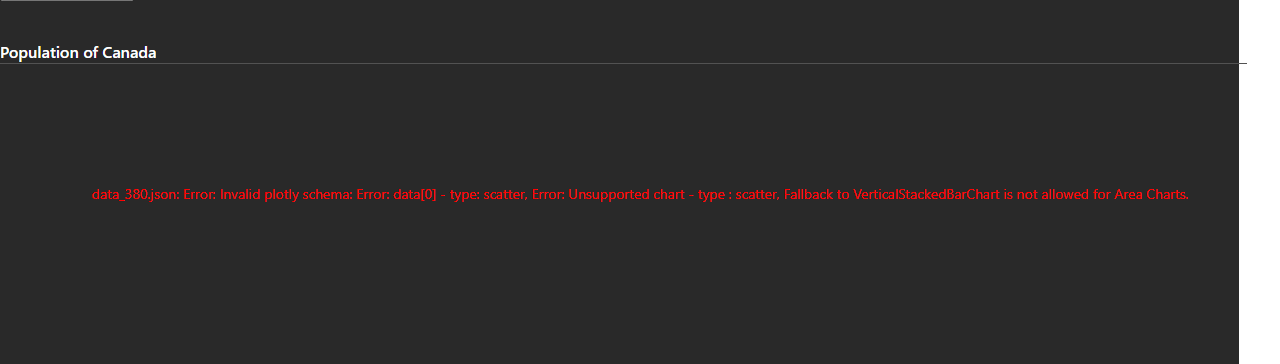 Population of Canada
data_380.json: Error: Invalid plotly schema: Error: data[0] - type: scatter, Error: Unsupported chart - type : scatter, Fallback to VerticalStackedBarChart is not allowed for Area Charts.